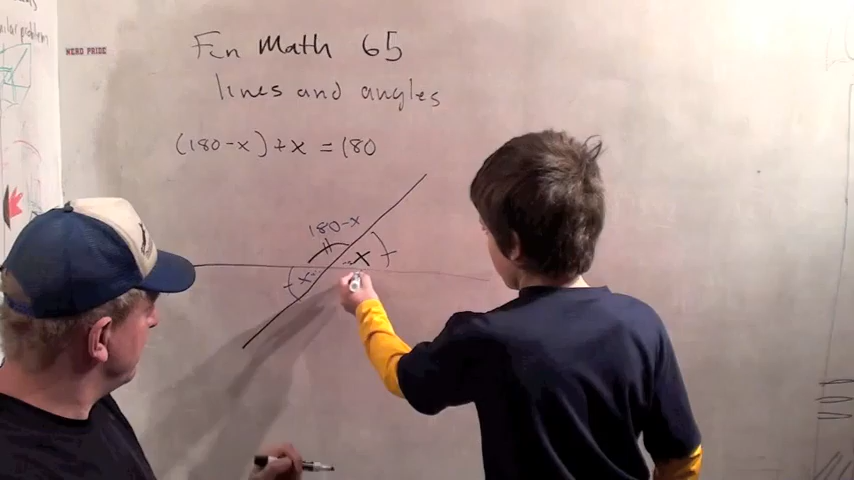 NERD PRIDE
Fun Math 65
lines and angles
(180-x)+x = 180
180-x
x
x